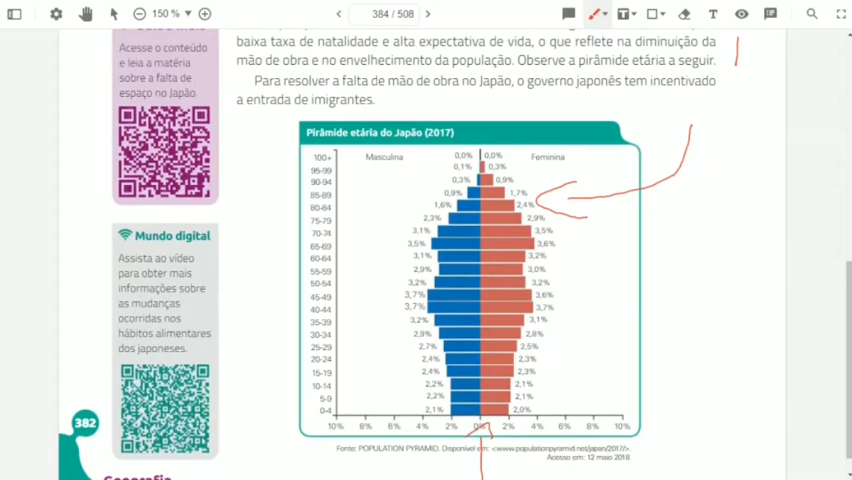 150 %
384 / 508
Acesse o conteúdo
e leia a matéria
sobre a falta de
espaço no Japão.
baixa taxa de natalidade e alta expectativa de vida, o que reflete na diminuição da
mão de obra e no envelhecimento da população. Observe a pirâmide etária a seguir.
Para resolver a falta de mão de obra no Japão, o governo japonês tem incentivado
a entrada de imigrantes.
Pirâmide etária do Japão (2017)
Masculina
Feminina
100+ 0,0% 0,0%
95-99 0,1% 0,3%
90-94 0,3% 0,9%
85-89 0,9% 1,7%
80-84 1,6% 2,4%
75-79 2,3% 2,9%
70-74 3,1% 3,5%
65-69 3,5% 3,6%
60-64 3,1% 3,2%
55-59 2,9% 3,0%
50-54 3,2% 3,2%
45-49 3,7% 3,6%
40-44 3,7% 3,7%
35-39 3,2% 3,1%
30-34 2,9% 2,8%
25-29 2,7% 2,5%
20-24 2,4% 2,3%
15-19 2,4% 2,3%
10-14 2,2% 2,1%
5-9 2,2% 2,1%
0-4 2,1% 2,0%
10% 8% 6% 4% 2% 0% 2% 4% 6% 8% 10%
Fonte: POPULATION PYRAMID. Disponível em: <www.populationpyramid.net/japan/2017/>.
Acesso em: 12 maio 2018.
Mundo digital
Assista ao vídeo
para obter mais
informações sobre
as mudanças
ocorridas nos
hábitos alimentares
dos japoneses.
382
Geografia